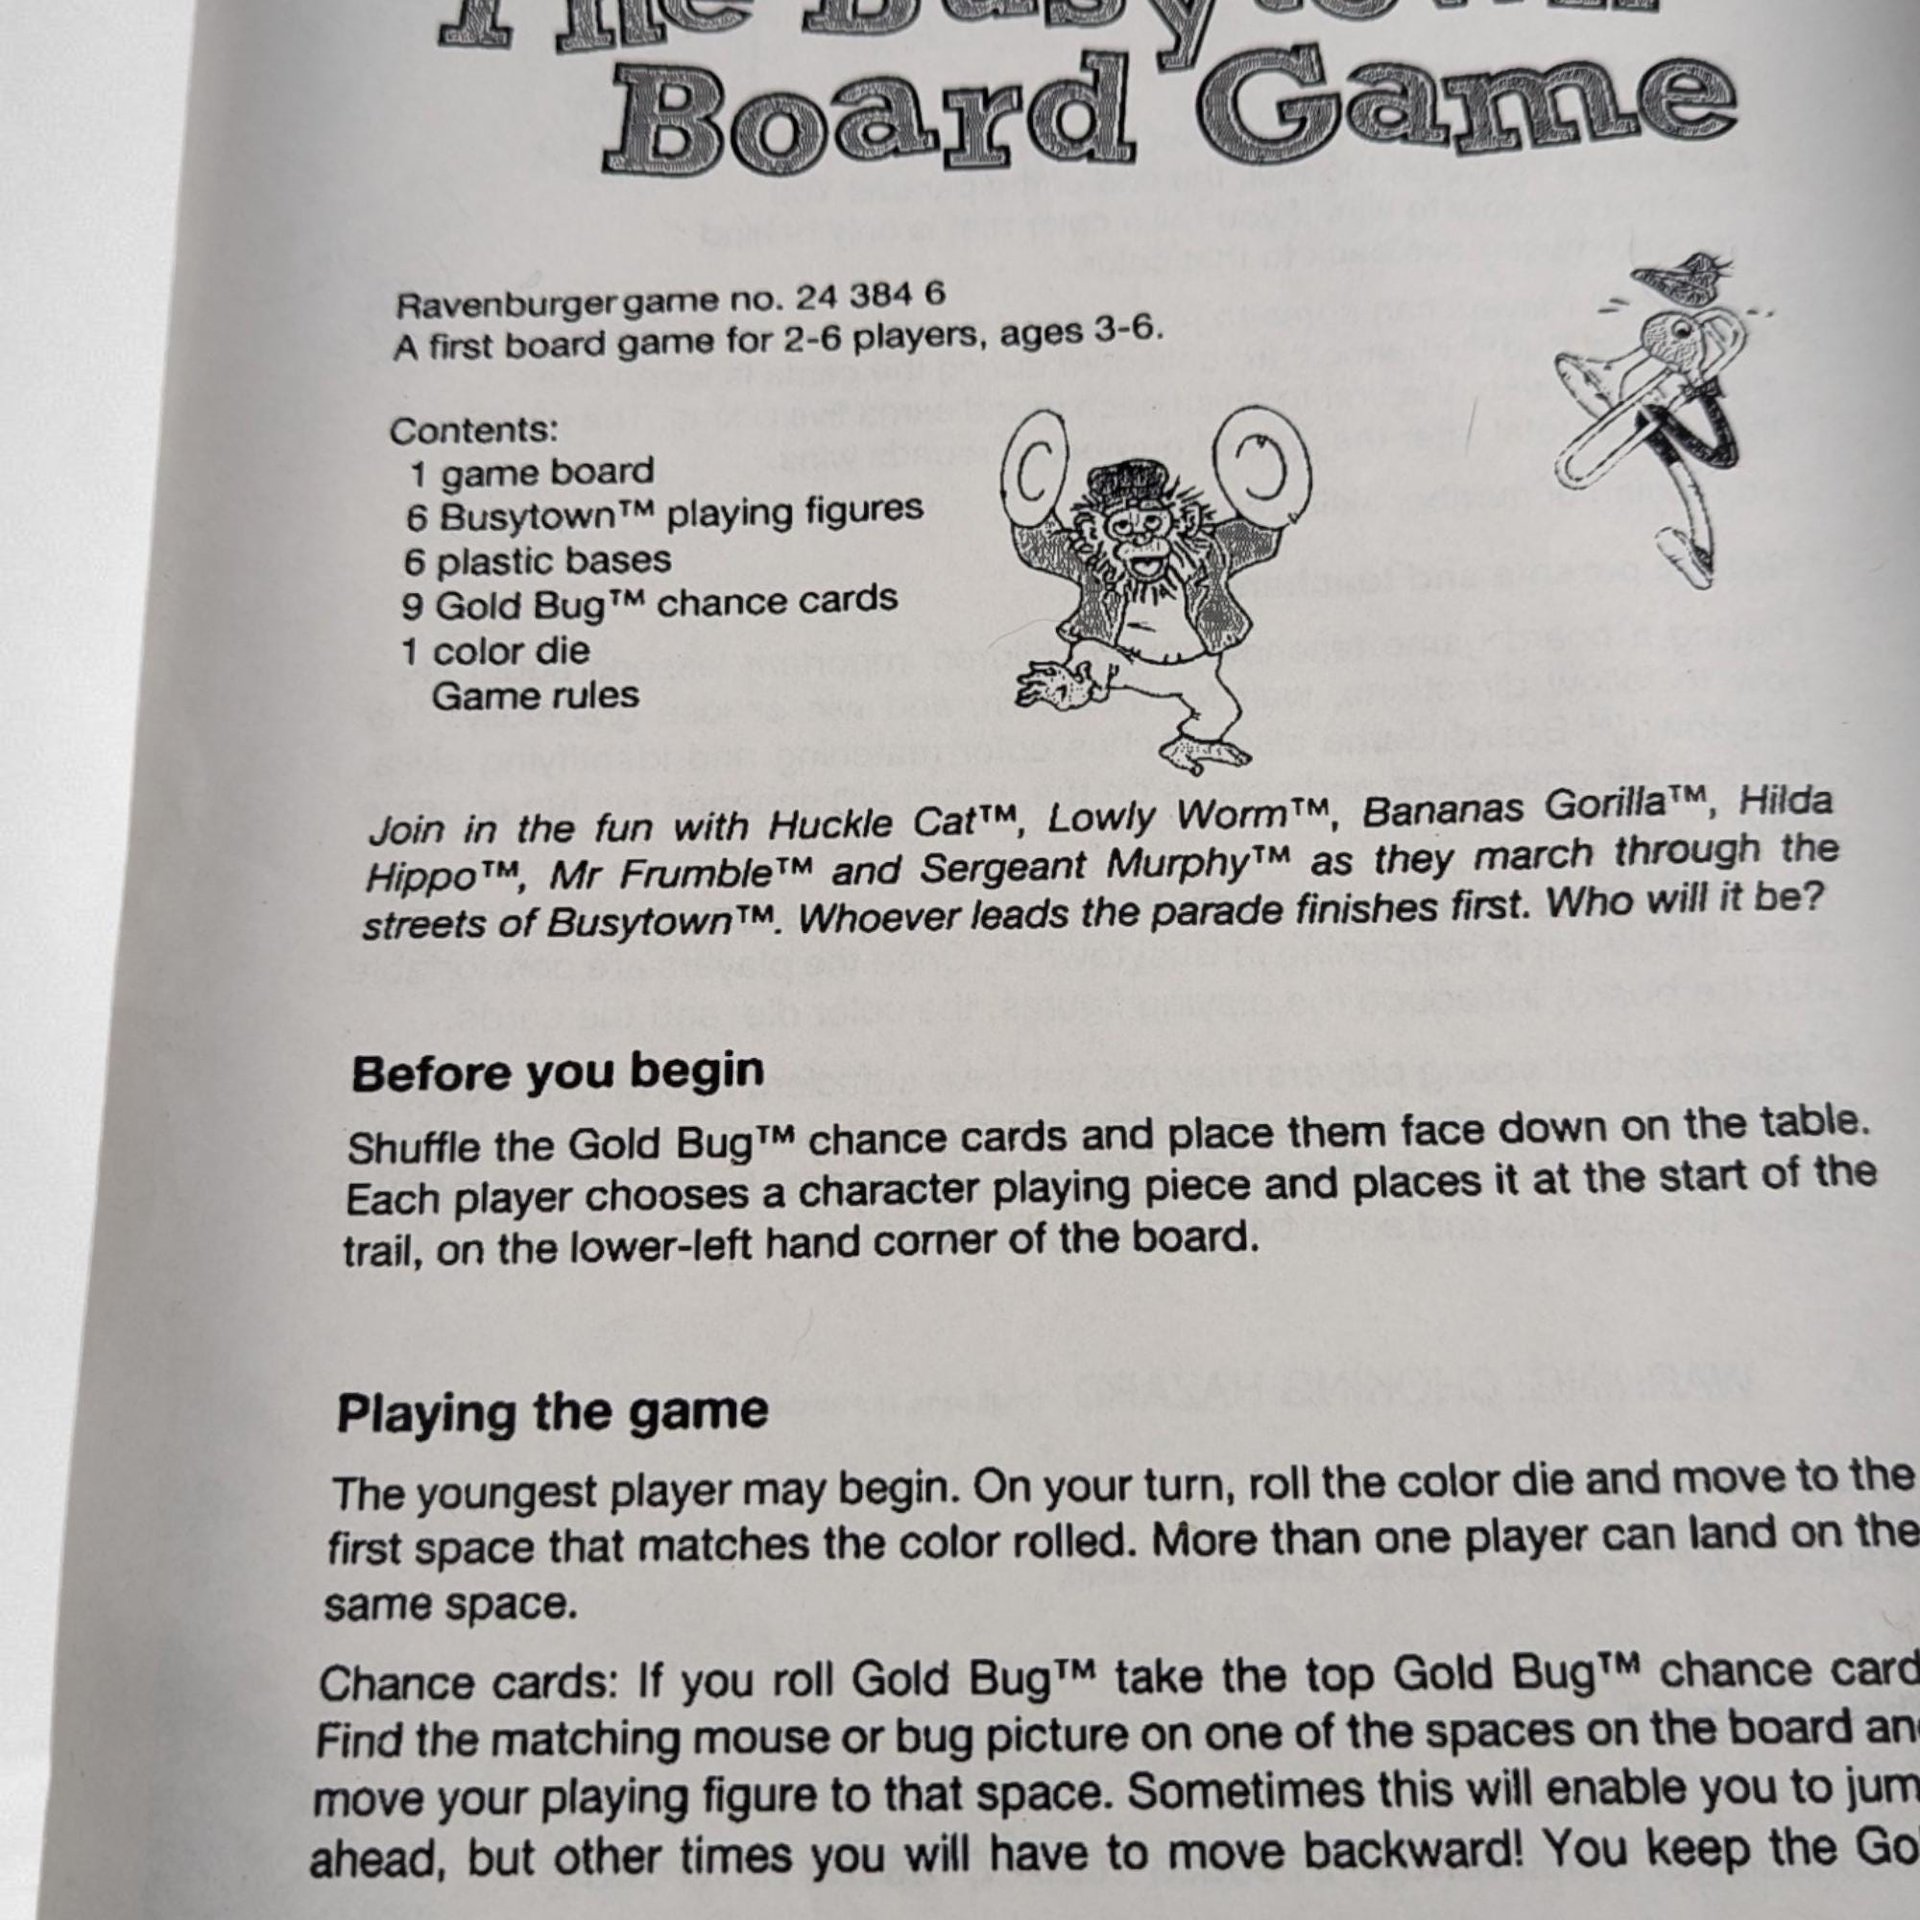 The Busytown
Board Game
Ravenburger game no. 24 384 6
A first board game for 2-6 players, ages 3-6.
Contents:
1 game board
6 Busytown™ playing figures
6 plastic bases
9 Gold Bug™ chance cards
1 color die
Game rules
Join in the fun with Huckle Cat™, Lowly Worm™, Bananas Gorilla™, Hilda
Hippo™, Mr Frumble™ and Sergeant Murphy™ as they march through the
streets of Busytown™. Whoever leads the parade finishes first. Who will it be?
Before you begin
Shuffle the Gold Bug™ chance cards and place them face down on the table.
Each player chooses a character playing piece and places it at the start of the
trail, on the lower-left hand corner of the board.
Playing the game
The youngest player may begin. On your turn, roll the color die and move to the
first space that matches the color rolled. More than one player can land on the
same space.
Chance cards: If you roll Gold Bug™ take the top Gold Bug™ chance card
Find the matching mouse or bug picture on one of the spaces on the board an
move your playing figure to that space. Sometimes this will enable you to jum
ahead, but other times you will have to move backward! You keep the Go